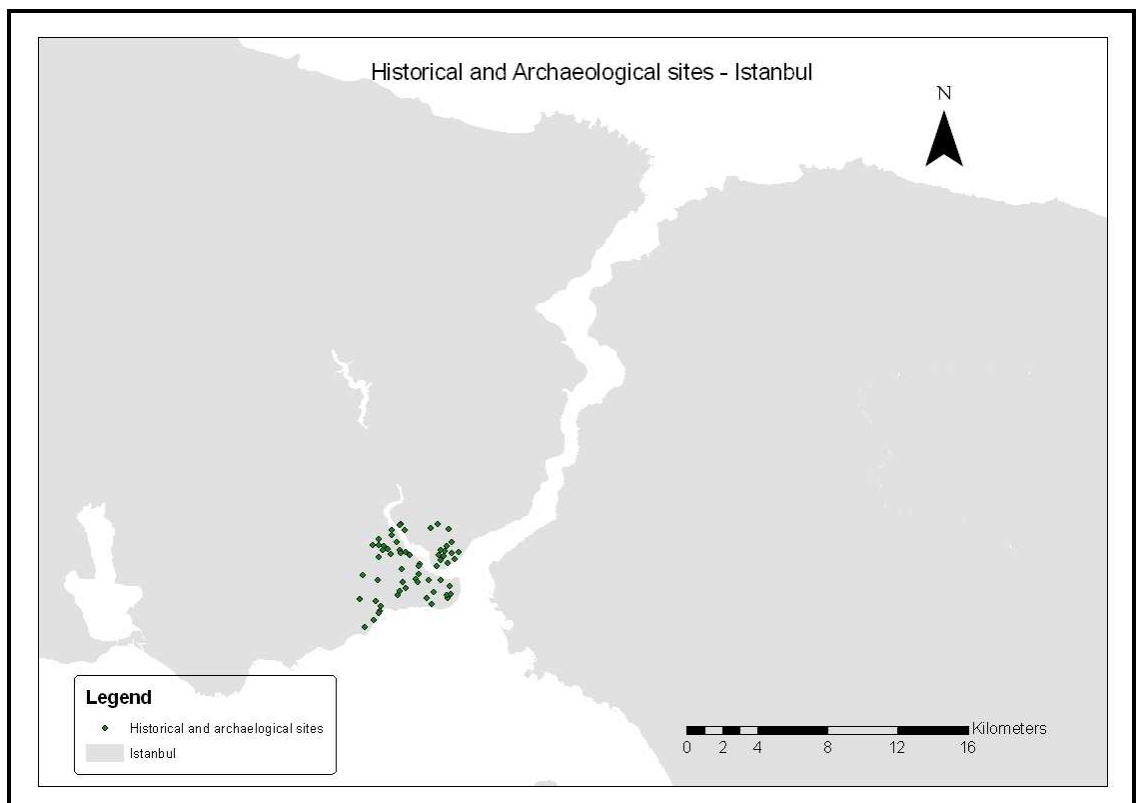 Historical and Archaeological sites - Istanbul
N
Legend
Historical and archaelogical sites
Istanbul
Kilometers
0 2 4 8 12 16